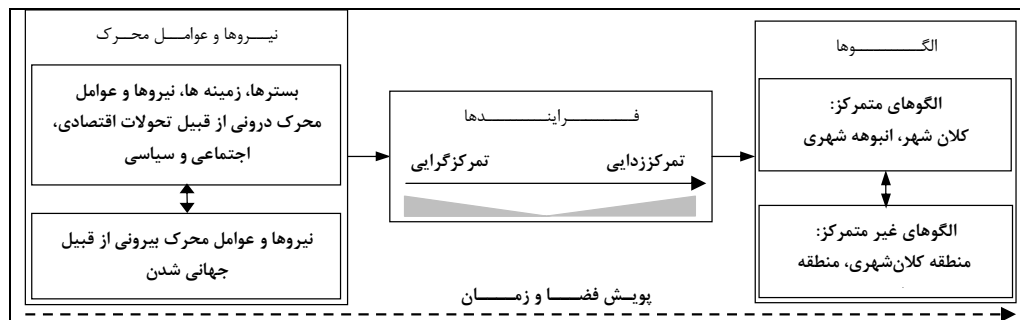 نیروها و عوامل محرک
بسترها، زمینه ها، نیروها و عوامل
محرک درونی از قبیل تحولات اقتصادی،
اجتماعی و سیاسی
نیروها و عوامل محرک بیرونی از قبیل
جهانی شدن
فرایندها
تمرکزگرایی
تمرکززدایی
الگوها
الگوهای متمرکز:
کلان شهر، انبوهه شهری
الگوهای غیر متمرکز:
منطقه کلان‌شهری، منطقه
پویش فضا و زمان